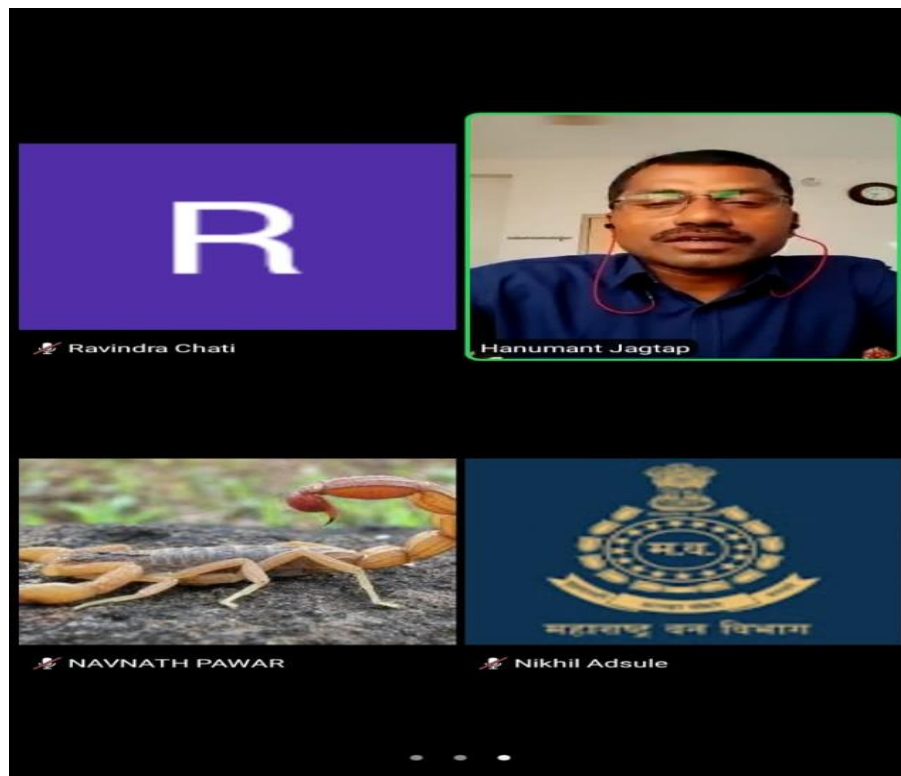 R
Ravindra Chati
Hanumant Jagtap
NAVNATH PAWAR
म.व.
महाराष्ट्र वन विभाग
Nikhil Adsule